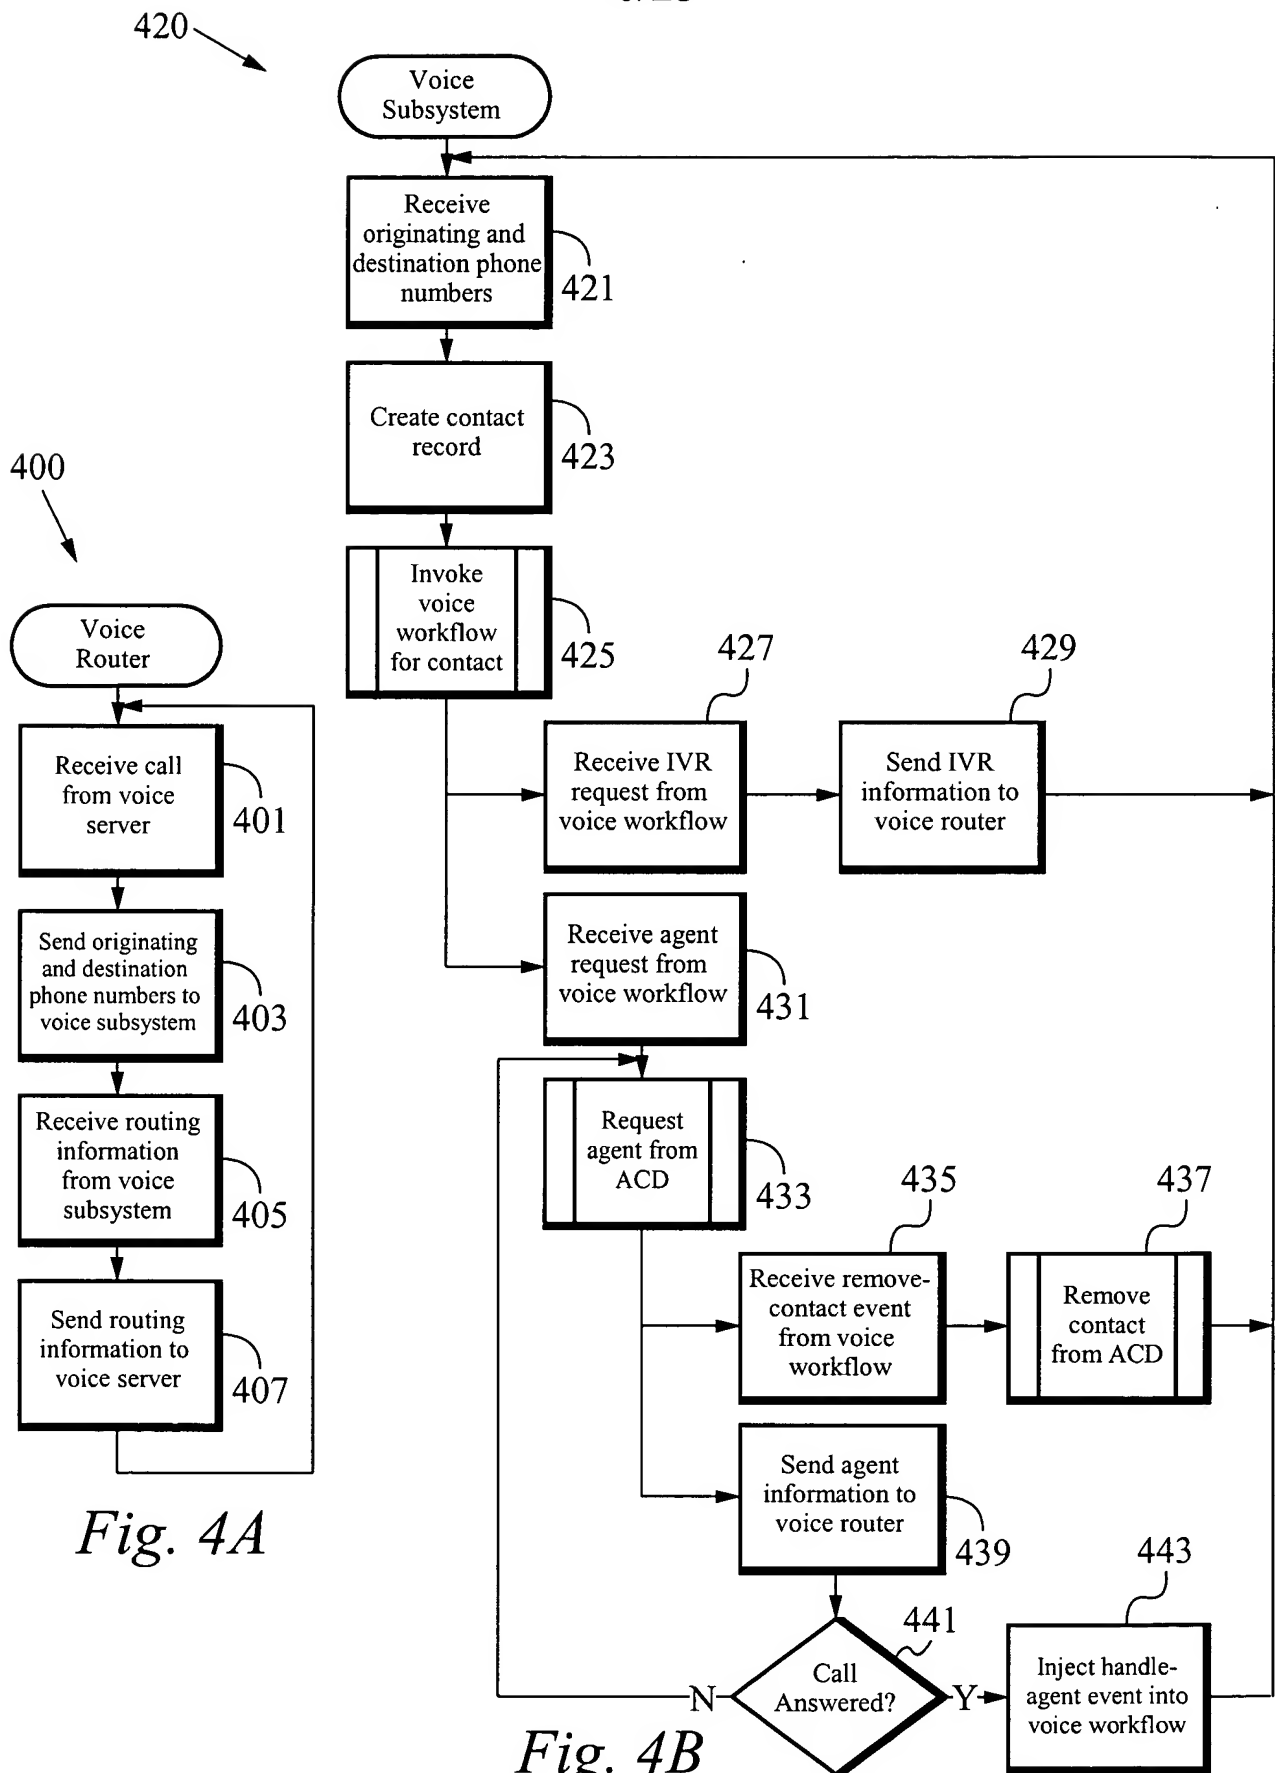 420
Voice
Subsystem
Receive
originating and
destination phone
numbers
421
Create contact
record
423
Invoke
voice
workflow
for contact
425
427
Receive IVR
request from
voice workflow
429
Send IVR
information to
voice router
Receive agent
request from
voice workflow
431
Request
agent from
ACD
433
435
Receive remove-
contact event
from voice
workflow
437
Remove
contact
from ACD
Send agent
information to
voice router
439
441
Call
Answered?
N
Y
443
Inject handle-
agent event into
voice workflow
Fig. 4B
400
Voice
Router
Receive call
from voice
server
401
Send originating
and destination
phone numbers to
voice subsystem
403
Receive routing
information
from voice
subsystem
405
Send routing
information to
voice server
407
Fig. 4A